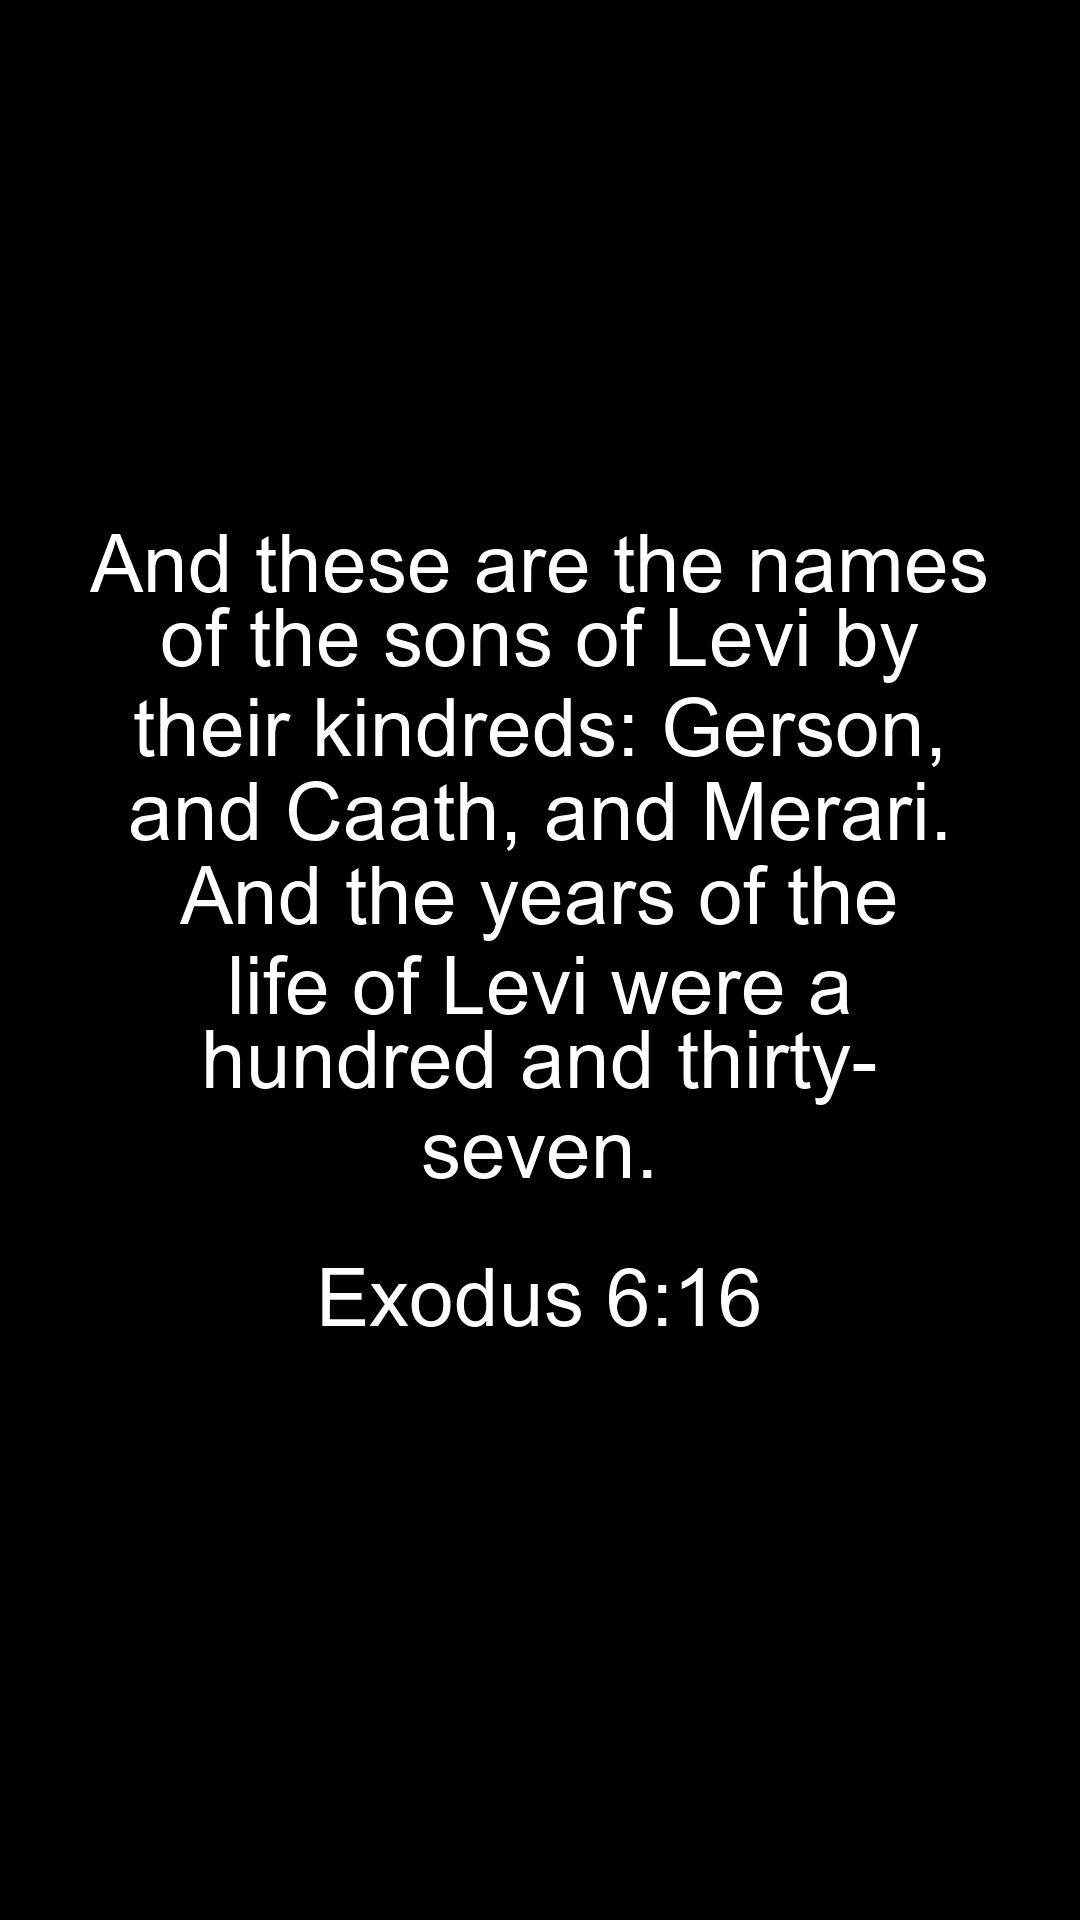 And these are the names
of the sons of Levi by
their kindreds: Gerson,
and Caath, and Merari.
And the years of the
life of Levi were a
hundred and thirty-
seven.
Exodus 6:16